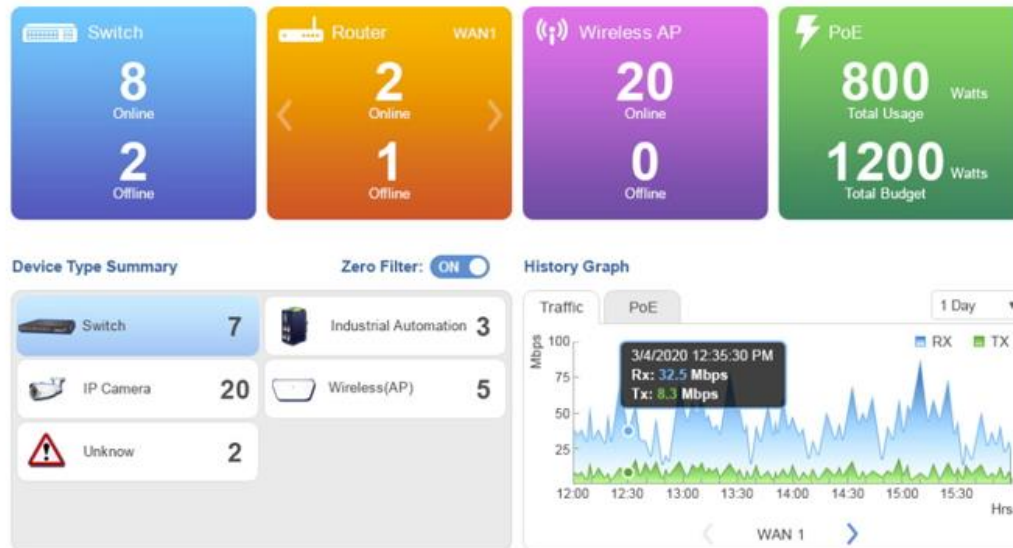 Switch
8
Online
2
Offline
Router WAN1
2
Online
1
Offline
Wireless AP
20
Online
0
Offline
PoE
800 Watts
Total Usage
1200 Watts
Total Budget
Device Type Summary
Zero Filter: ON
Switch 7
Industrial Automation 3
IP Camera 20
Wireless(AP) 5
Unknow 2
History Graph
Traffic PoE
1 Day
Mbps
RX TX
100
75
50
25
3/4/2020 12:35:30 PM
Rx: 32.5 Mbps
Tx: 8.3 Mbps
12:00 12:30 13:00 13:30 14:00 14:30 15:00 15:30
Hrs
WAN 1